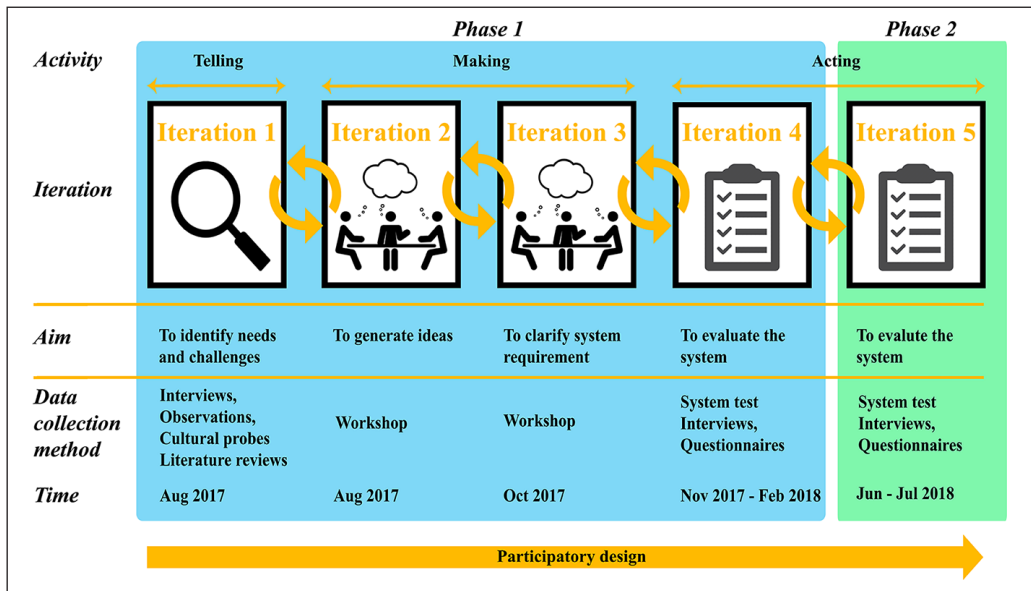 Phase 1
Phase 2
Activity
Telling
Making
Acting
Iteration
Iteration 1
Iteration 2
Iteration 3
Iteration 4
Iteration 5
Aim
To identify needs
and challenges
To generate ideas
To clarify system
requirement
To evaluate the
system
To evalute the
system
Data
collection
method
Interviews,
Observations,
Cultural probes
Literature reviews
Workshop
Workshop
System test
Interviews,
Questionnaires
System test
Interviews,
Questionnaires
Time
Aug 2017
Aug 2017
Oct 2017
Nov 2017 - Feb 2018
Jun - Jul 2018
Participatory design